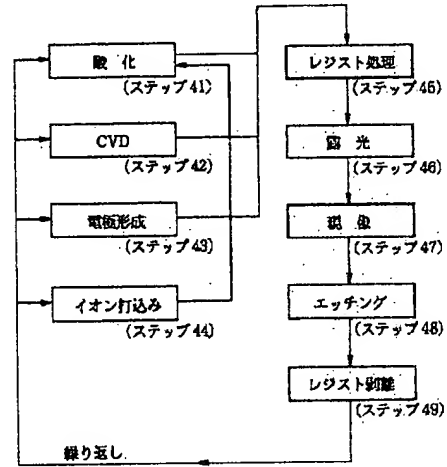 酸化
(ステップ41)
CVD
(ステップ42)
電極形成
(ステップ43)
イオン打込み
(ステップ44)
レジスト処理
(ステップ45)
露光
(ステップ46)
現像
(ステップ47)
エッチング
(ステップ48)
レジスト剥離
(ステップ49)
繰り返し